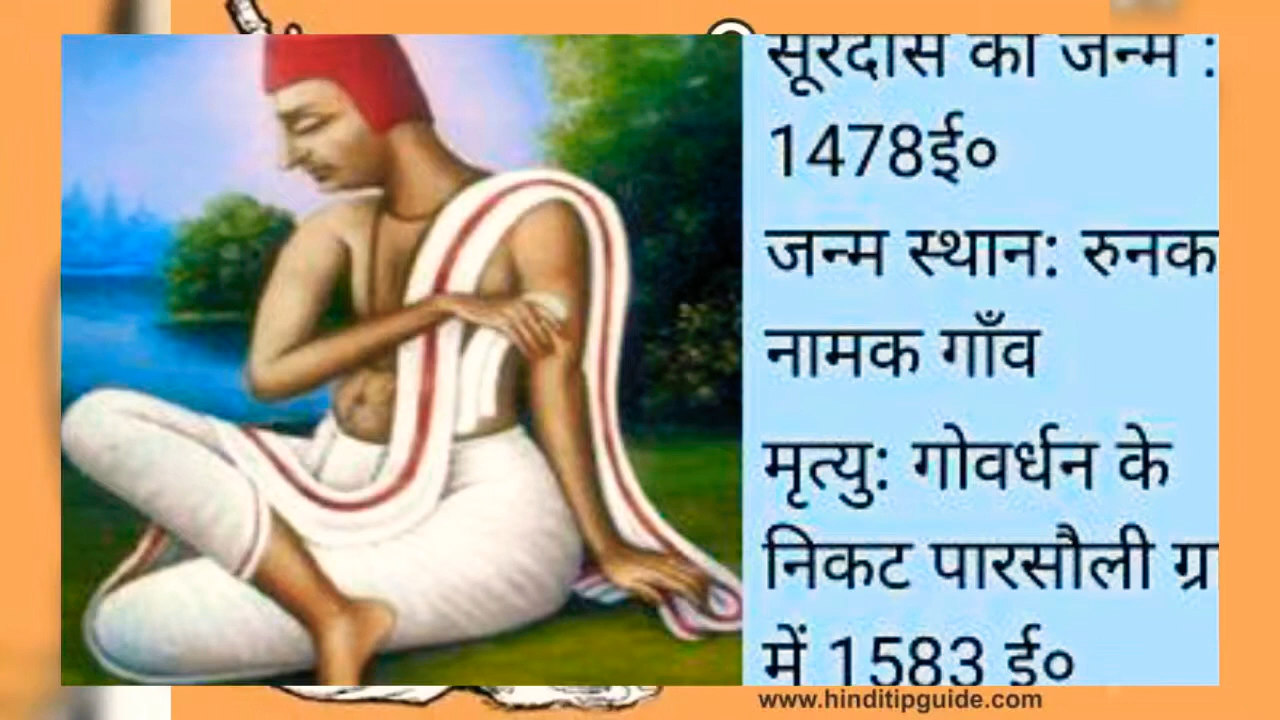 सूरदास का जन्म :
1478ई०
जन्म स्थान: रुनक
नामक गाँव
मृत्यु: गोवर्धन के
निकट पारसौली ग्र
में 1583 ई०
www.hinditipguide.com